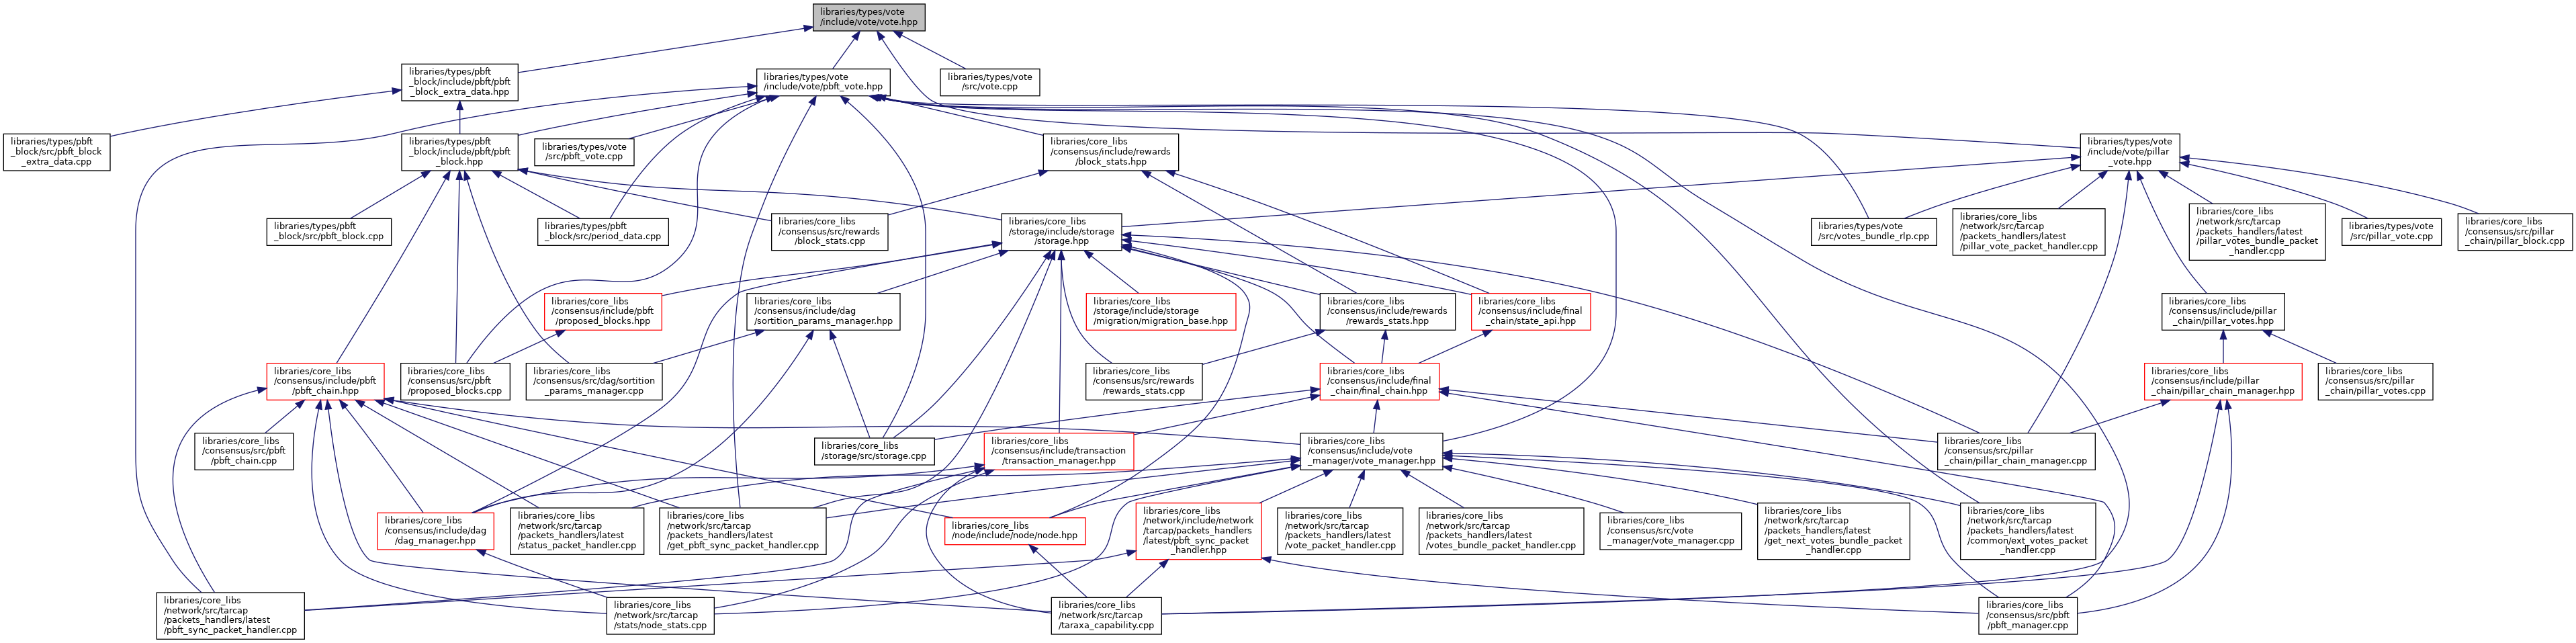 libraries/types/vote
/include/vote/vote.hpp
libraries/types/pbft
_block/include/pbft/pbft
_block_extra_data.hpp
libraries/types/vote
/include/vote/pbft_vote.hpp
libraries/types/vote
/src/vote.cpp
libraries/types/pbft
_block/src/pbft_block
_extra_data.cpp
libraries/types/pbft
_block/include/pbft/pbft
_block.hpp
libraries/types/vote
/src/pbft_vote.cpp
libraries/core_libs
/consensus/include/rewards
/block_stats.hpp
libraries/types/vote
/include/vote/pillar
_vote.hpp
libraries/types/pbft
_block/src/pbft_block.cpp
libraries/types/pbft
_block/src/period_data.cpp
libraries/core_libs
/consensus/src/rewards
/block_stats.cpp
libraries/core_libs
/storage/include/storage
/storage.hpp
libraries/types/vote
/src/votes_bundle_rlp.cpp
libraries/core_libs
/network/src/tarcap
/packets_handlers/latest
/pillar_vote_packet_handler.cpp
libraries/core_libs
/network/src/tarcap
/packets_handlers/latest
/pillar_votes_bundle_packet
_handler.cpp
libraries/types/vote
/src/pillar_vote.cpp
libraries/core_libs
/consensus/src/pillar
_chain/pillar_block.cpp
libraries/core_libs
/consensus/include/pbft
/proposed_blocks.hpp
libraries/core_libs
/consensus/include/dag
/sortition_params_manager.hpp
libraries/core_libs
/storage/include/storage
/migration/migration_base.hpp
libraries/core_libs
/consensus/include/rewards
/rewards_stats.hpp
libraries/core_libs
/consensus/include/final
_chain/state_api.hpp
libraries/core_libs
/consensus/include/pillar
_chain/pillar_votes.hpp
libraries/core_libs
/consensus/include/pbft
/pbft_chain.hpp
libraries/core_libs
/consensus/src/pbft
/proposed_blocks.cpp
libraries/core_libs
/consensus/src/dag/sortition
_params_manager.cpp
libraries/core_libs
/consensus/src/rewards
/rewards_stats.cpp
libraries/core_libs
/consensus/include/final
_chain/final_chain.hpp
libraries/core_libs
/consensus/include/pillar
_chain/pillar_chain_manager.hpp
libraries/core_libs
/consensus/src/pillar
_chain/pillar_votes.cpp
libraries/core_libs
/consensus/src/pbft
/pbft_chain.cpp
libraries/core_libs
/storage/src/storage.cpp
libraries/core_libs
/consensus/include/transaction
/transaction_manager.hpp
libraries/core_libs
/consensus/include/vote
_manager/vote_manager.hpp
libraries/core_libs
/consensus/src/pillar
_chain/pillar_chain_manager.cpp
libraries/core_libs
/consensus/include/dag
/dag_manager.hpp
libraries/core_libs
/network/src/tarcap
/packets_handlers/latest
/status_packet_handler.cpp
libraries/core_libs
/network/src/tarcap
/packets_handlers/latest
/get_pbft_sync_packet_handler.cpp
libraries/core_libs
/node/include/node/node.hpp
libraries/core_libs
/network/include/network
/tarcap/packets_handlers
/latest/pbft_sync_packet
_handler.hpp
libraries/core_libs
/network/src/tarcap
/packets_handlers/latest
/vote_packet_handler.cpp
libraries/core_libs
/network/src/tarcap
/packets_handlers/latest
/votes_bundle_packet_handler.cpp
libraries/core_libs
/consensus/src/vote
_manager/vote_manager.cpp
libraries/core_libs
/network/src/tarcap
/packets_handlers/latest
/get_next_votes_bundle_packet
_handler.cpp
libraries/core_libs
/network/src/tarcap
/packets_handlers/latest
/common/ext_votes_packet
_handler.cpp
libraries/core_libs
/network/src/tarcap
/packets_handlers/latest
/pbft_sync_packet_handler.cpp
libraries/core_libs
/network/src/tarcap
/stats/node_stats.cpp
libraries/core_libs
/network/src/tarcap
/taraxa_capability.cpp
libraries/core_libs
/consensus/src/pbft
/pbft_manager.cpp